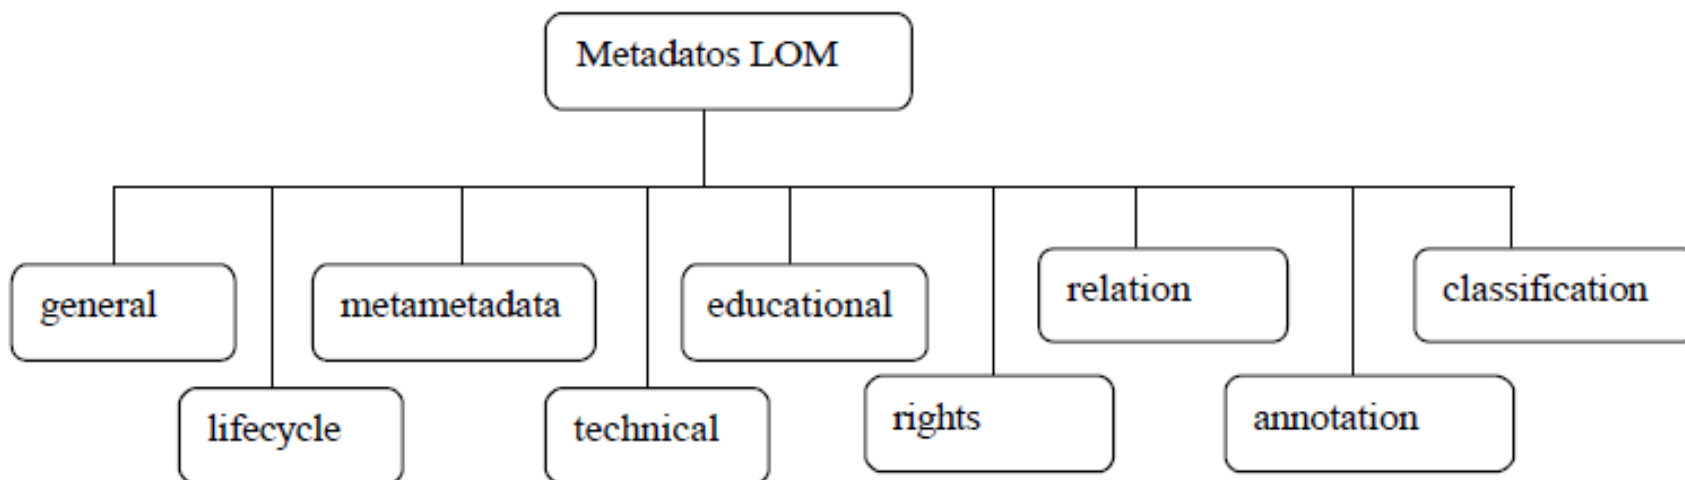 Metadatos LOM
general
metametadata
educational
relation
classification
lifecycle
technical
rights
annotation